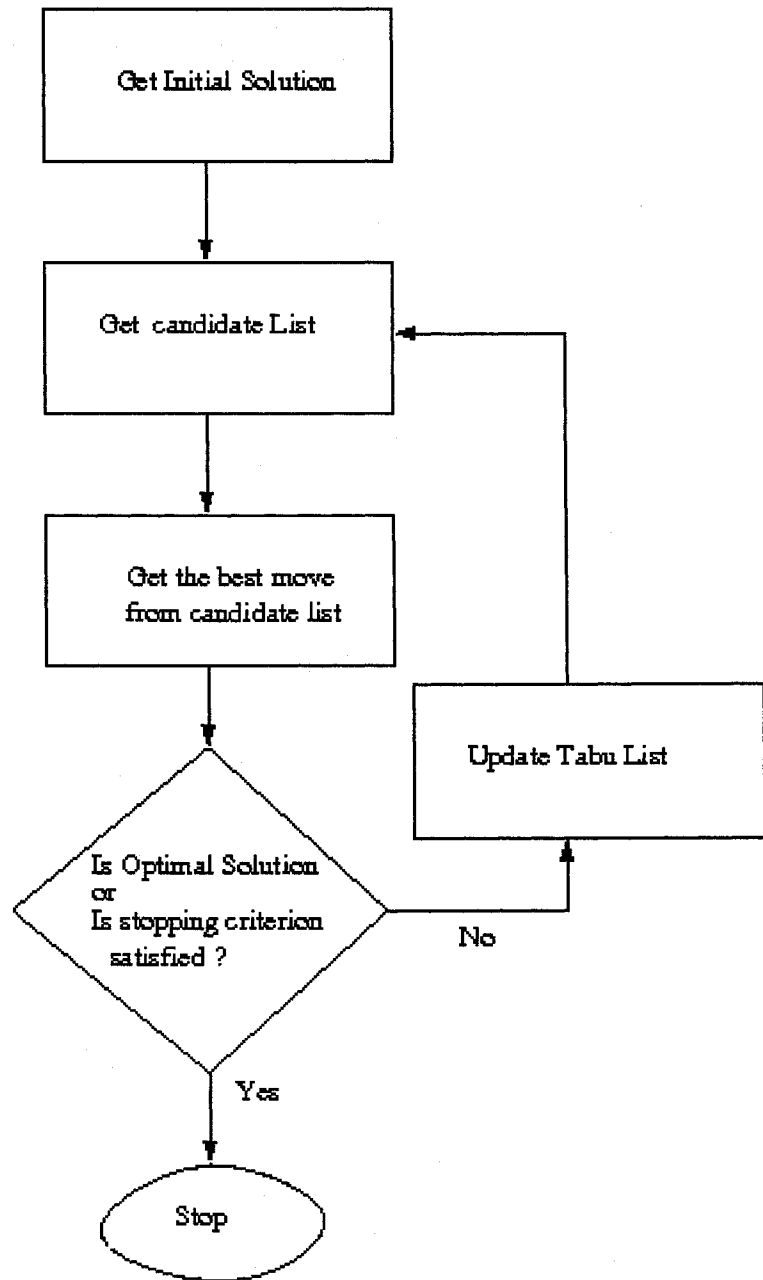 Get Initial Solution
Get candidate List
Get the best move
from candidate list
Update Tabu List
Is Optimal Solution
or
Is stopping criterion
satisfied ?
No
Yes
Stop